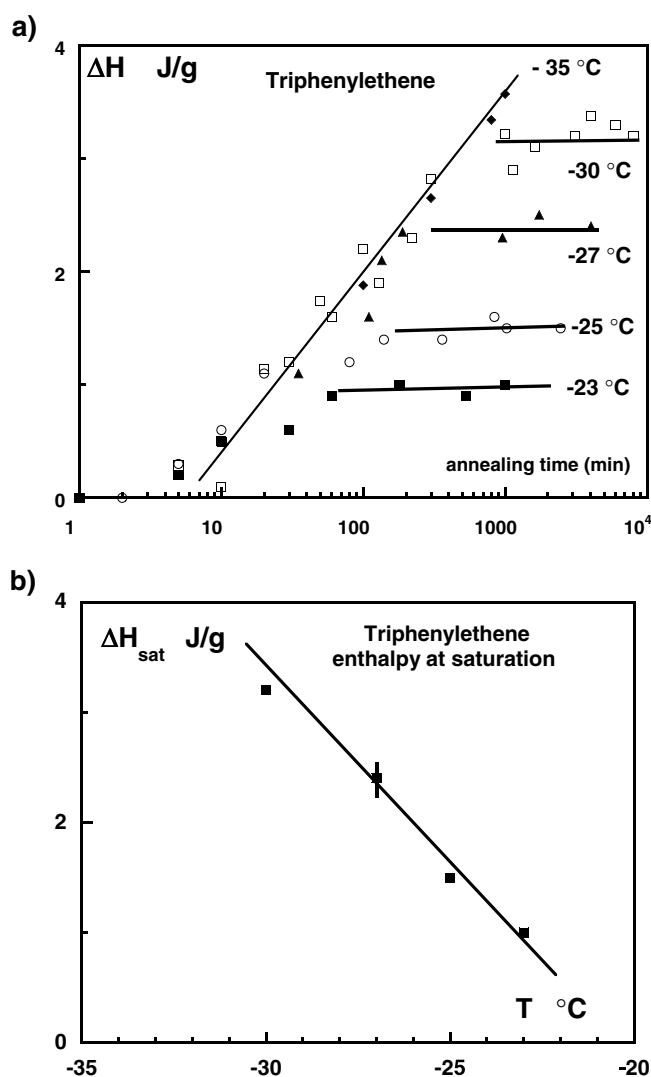 a)
4
ΔH J/g
Triphenylethene
- 35 °C
-30 °C
2
-27 °C
-25 °C
-23 °C
annealing time (min)
0
1 10 100 1000 10⁴
b)
4
ΔHsat J/g
Triphenylethene
enthalpy at saturation
2
T °C
0
-35 -30 -25 -20